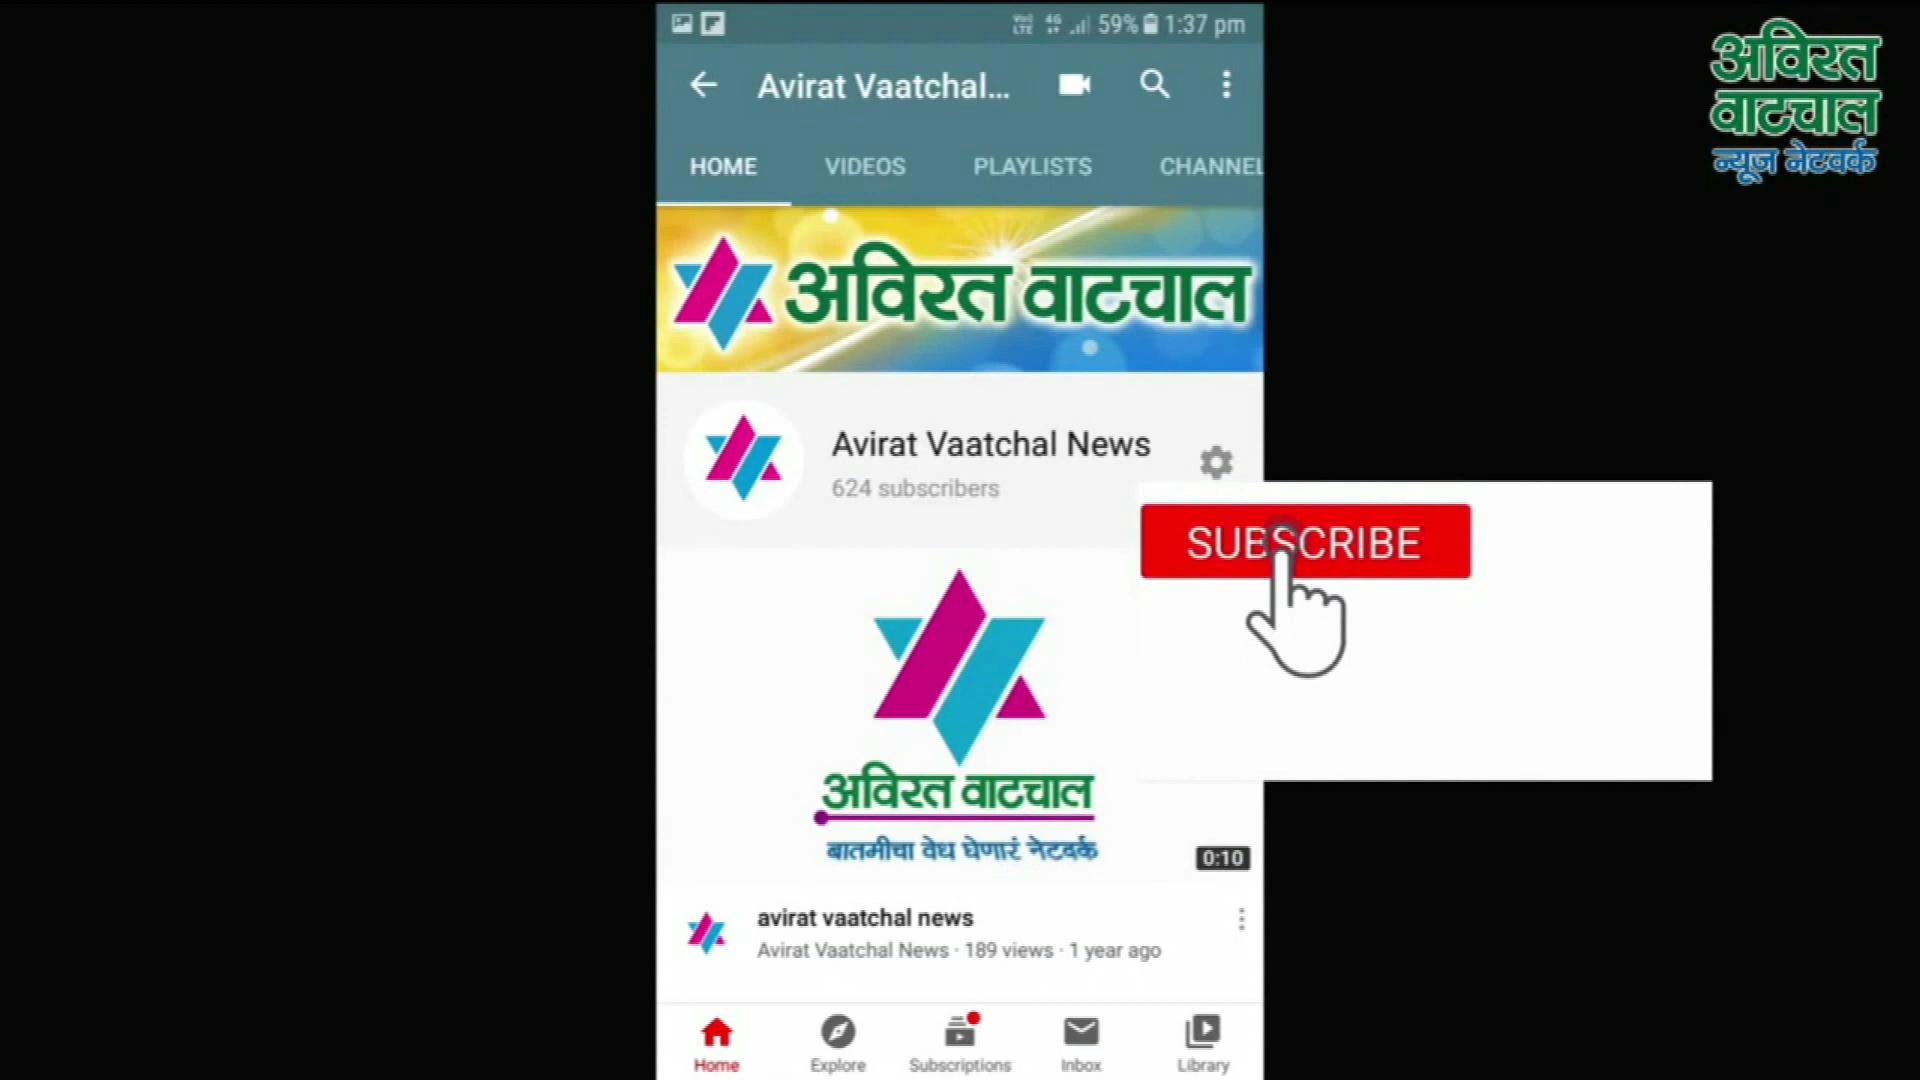 VoLTE 4G 59% 1:37 pm
Avirat Vaatchal...
HOME VIDEOS PLAYLISTS CHANNEL
अविरत वाटचाल
Avirat Vaatchal News
624 subscribers
SUBSCRIBE
अविरत वाटचाल
बातमीचा वेध घेणारं नेटवर्क
0:10
avirat vaatchal news
Avirat Vaatchal News · 189 views · 1 year ago
Home Explore Subscriptions Inbox Library
अविरत
वाटचाल
न्यूज नेटवर्क